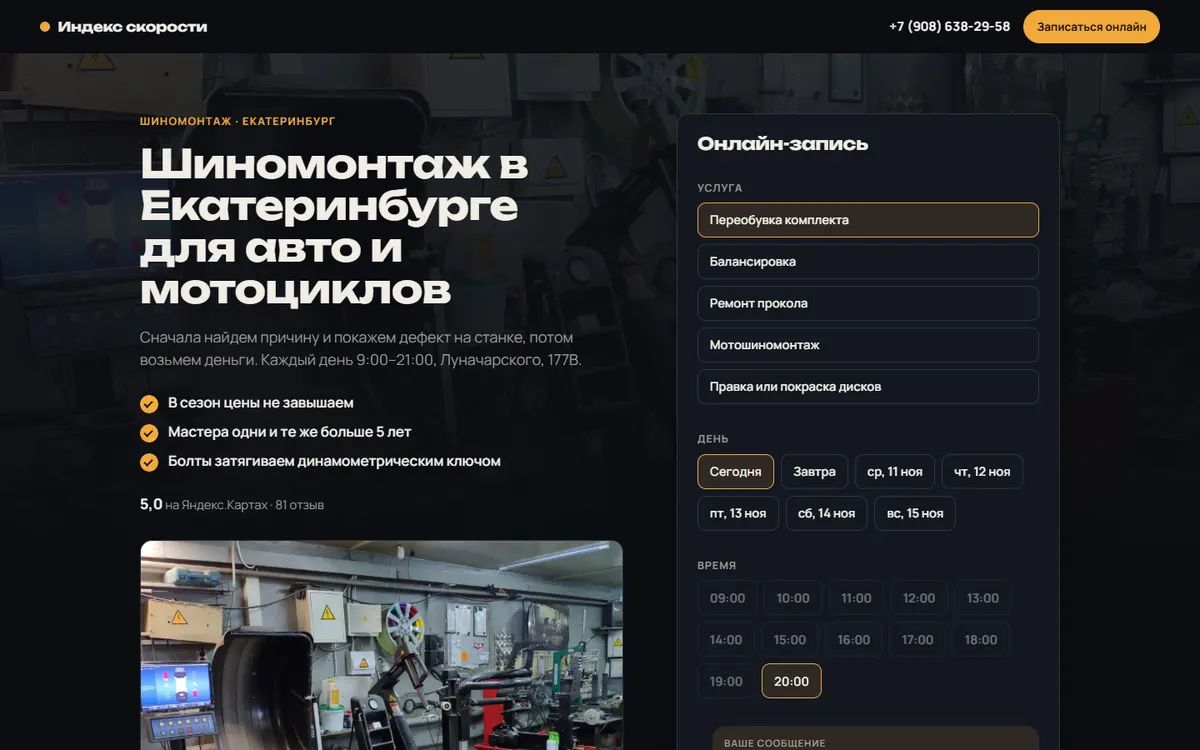 Индекс скорости
+7 (908) 638-29-58
Записаться онлайн
ШИНОМОНТАЖ · ЕКАТЕРИНБУРГ
Шиномонтаж в
Екатеринбурге
для авто и
мотоциклов
Сначала найдем причину и покажем дефект на станке, потом
возьмем деньги. Каждый день 9:00–21:00, Луначарского, 177В.
В сезон цены не завышаем
Мастера одни и те же больше 5 лет
Болты затягиваем динамометрическим ключом
5,0 на Яндекс.Картах · 81 отзыв
Онлайн-запись
УСЛУГА
Переобувка комплекта
Балансировка
Ремонт прокола
Мотошиномонтаж
Правка или покраска дисков
ДЕНЬ
Сегодня Завтра ср, 11 ноя чт, 12 ноя
пт, 13 ноя сб, 14 ноя вс, 15 ноя
ВРЕМЯ
09:00 10:00 11:00 12:00 13:00
14:00 15:00 16:00 17:00 18:00
19:00 20:00
ВАШЕ СООБЩЕНИЕ